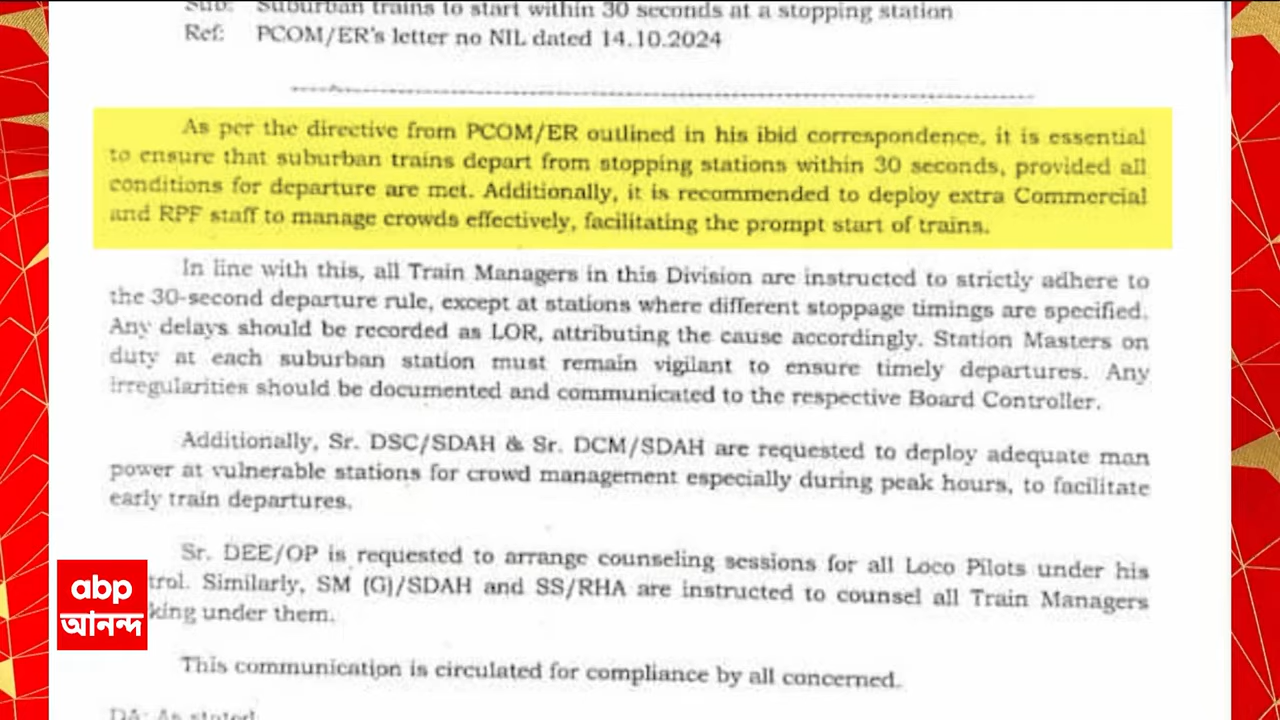 Sub: Suburban trains to start within 30 seconds at a stopping station
Ref: PCOM/ER's letter no NIL dated 14.10.2024
As per the directive from PCOM/ER outlined in his ibid correspondence, it is essential
to ensure that suburban trains depart from stopping stations within 30 seconds, provided all
conditions for departure are met. Additionally, it is recommended to deploy extra Commercial
and RPF staff to manage crowds effectively, facilitating the prompt start of trains.
In line with this, all Train Managers in this Division are instructed to strictly adhere to
the 30-second departure rule, except at stations where different stoppage timings are specified.
Any delays should be recorded as LOR, attributing the cause accordingly. Station Masters on
duty at each suburban station must remain vigilant to ensure timely departures. Any
irregularities should be documented and communicated to the respective Board Controller.
Additionally, Sr. DSC/SDAH & Sr. DCM/SDAH are requested to deploy adequate man
power at vulnerable stations for crowd management especially during peak hours, to facilitate
early train departures.
Sr. DEE/OP is requested to arrange counseling sessions for all Loco Pilots under his
trol. Similarly, SM (G)/SDAH and SS/RHA are instructed to counsel all Train Managers
king under them.
This communication is circulated for compliance by all concerned.
DA: As stated
abp
আনন্দ